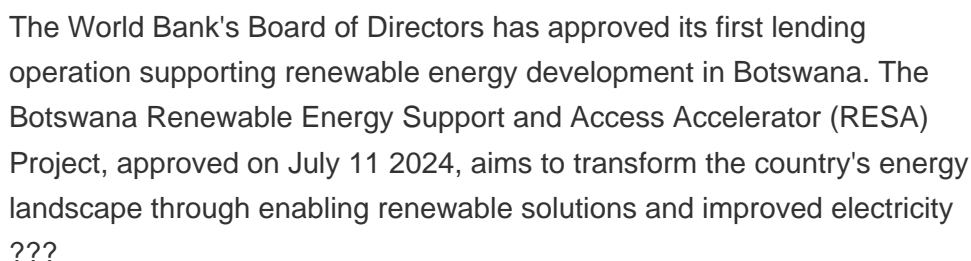 The World Bank's Board of Directors has approved its first lending
operation supporting renewable energy development in Botswana. The
Botswana Renewable Energy Support and Access Accelerator (RESA)
Project, approved on July 11 2024, aims to transform the country's energy
landscape through enabling renewable solutions and improved electricity
???